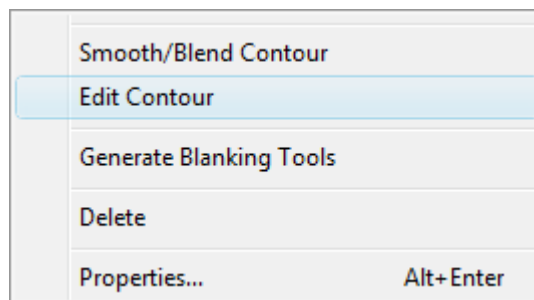 Smooth/Blend Contour
Edit Contour
Generate Blanking Tools
Delete
Properties... Alt+Enter